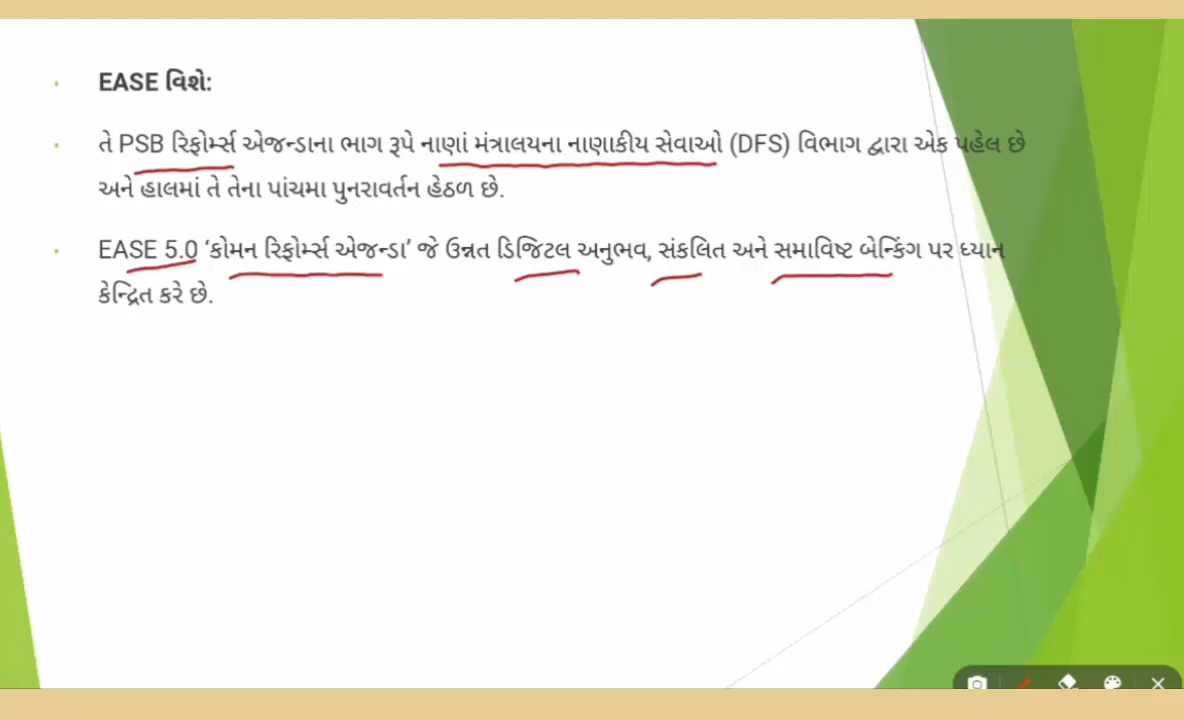 EASE વિશે:
તે PSB રિફોર્મ્સ એજન્ડાના ભાગ રૂપે નાણાં મંત્રાલયના નાણાકીય સેવાઓ (DFS) વિભાગ દ્વારા એક પહેલ છે
અને હાલમાં તે તેના પાંચમા પુનરાવર્તન હેઠળ છે.
EASE 5.0 ‘કોમન રિફોર્મ્સ એજન્ડા’ જે ઉન્નત ડિજિટલ અનુભવ, સંકલિત અને સમાવિષ્ટ બેન્કિંગ પર ધ્યાન
કેન્દ્રિત કરે છે.